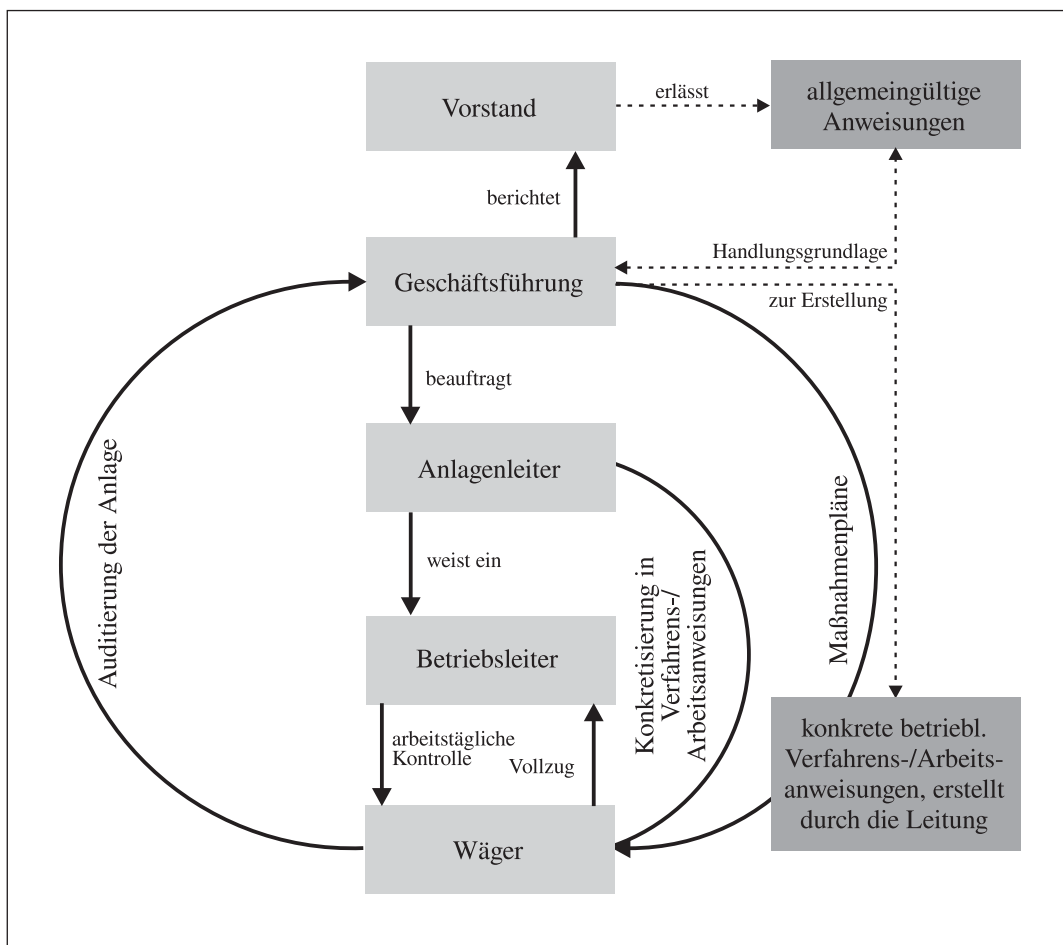 Vorstand
erlässt
allgemeingültige
Anweisungen
berichtet
Handlungsgrundlage
Geschäftsführung
zur Erstellung
beauftragt
Auditierung der Anlage
Anlagenleiter
Maßnahmenpläne
weist ein
Konkretisierung in
Verfahrens-/
Arbeitsanweisungen
Betriebsleiter
arbeitstägliche
Kontrolle
Vollzug
konkrete betriebl.
Verfahrens-/Arbeits-
anweisungen, erstellt
durch die Leitung
Wäger